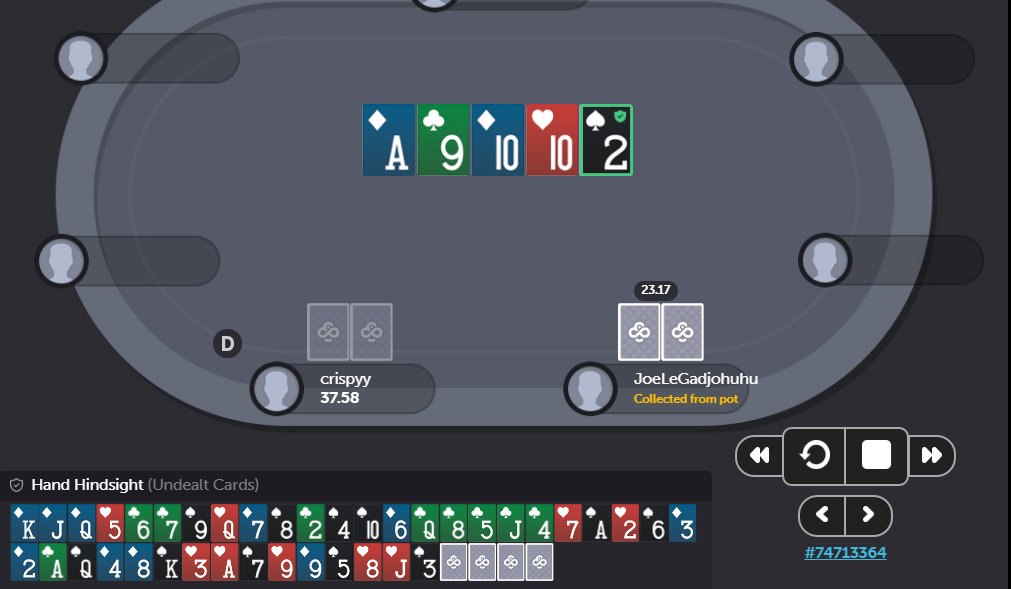 A 9 10 10 2
23.17
D
crispyy
37.58
JoeLeGadjohuhu
Collected from pot
Hand Hindsight (Undealt Cards)
K J Q 5 6 7 9 Q 7 8 2 4 10 6 Q 8 5 J 4 7 A 2 6 3
2 A Q 4 8 K 3 A 7 9 9 5 8 J 3
#74713364